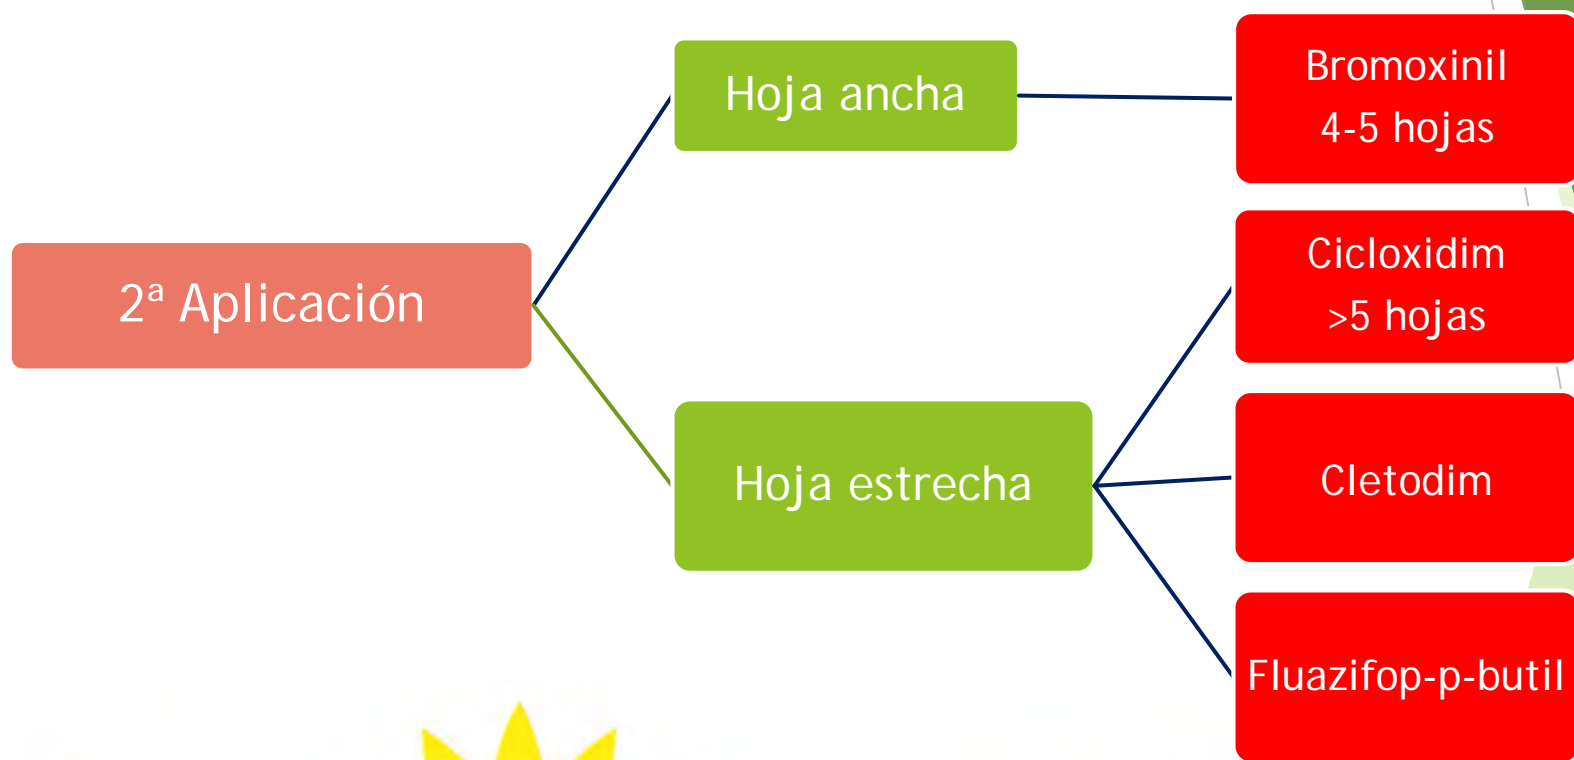 2ª Aplicación
Hoja ancha
Bromoxinil
4-5 hojas
Hoja estrecha
Cicloxidim
>5 hojas
Cletodim
Fluazifop-p-butil